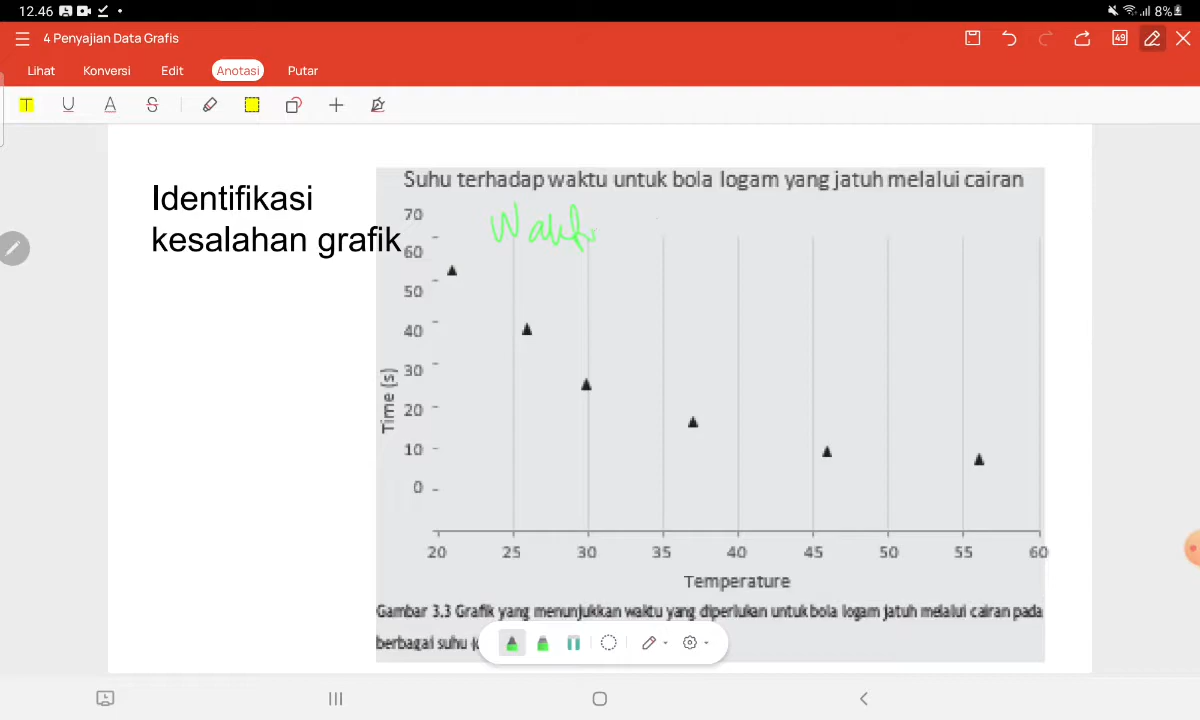 12.46
8%
4 Penyajian Data Grafis
49
Lihat Konversi Edit Anotasi Putar
T U A S
Identifikasi
kesalahan grafik
Suhu terhadap waktu untuk bola logam yang jatuh melalui cairan
70
60
50
40
30
20
10
0
Time (s)
20 25 30 35 40 45 50 55 60
Temperature
Gambar 3.3 Grafik yang menunjukkan waktu yang diperlukan untuk bola logam jatuh melalui cairan pada
berbagai suhu